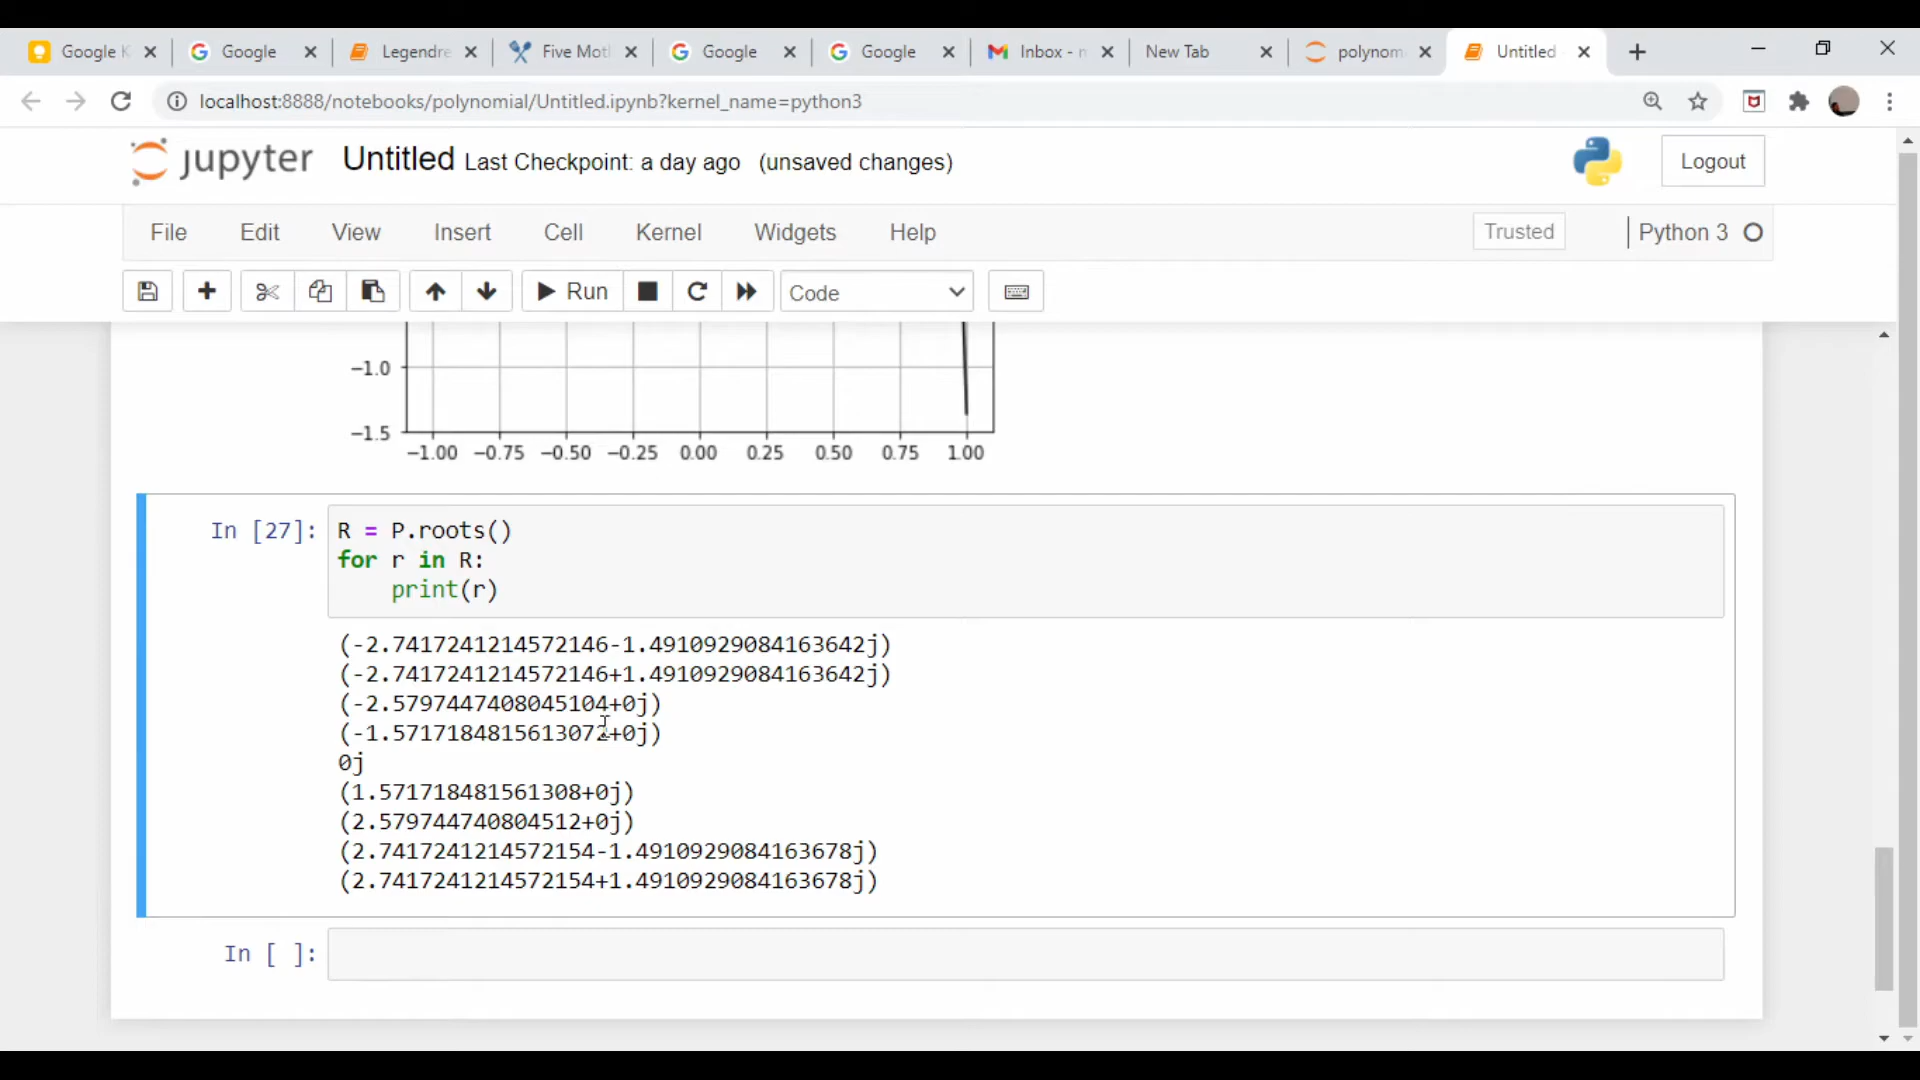 Google K
Google
Legendre
Five Moth
Google
Google
Inbox - m
New Tab
polynom
Untitled
localhost:8888/notebooks/polynomial/Untitled.ipynb?kernel_name=python3
jupyter Untitled Last Checkpoint: a day ago (unsaved changes)
Logout
File Edit View Insert Cell Kernel Widgets Help
Trusted
Python 3
Run
Code
−1.0
−1.5
−1.00 −0.75 −0.50 −0.25 0.00 0.25 0.50 0.75 1.00
In [27]:
R = P.roots()
for r in R:
    print(r)
(-2.7417241214572146-1.4910929084163642j)
(-2.7417241214572146+1.4910929084163642j)
(-2.5797447408045104+0j)
(-1.5717184815613072+0j)
0j
(1.571718481561308+0j)
(2.579744740804512+0j)
(2.7417241214572154-1.4910929084163678j)
(2.7417241214572154+1.4910929084163678j)
In [ ]: